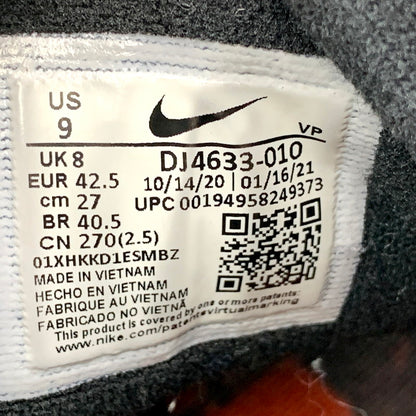 US
9
VP
UK 8
EUR 42.5
cm 27
BR 40.5
CN 270(2.5)
DJ4633-010
10/14/20 | 01/16/21
UPC 00194958249373
01XHKKD1ESMBZ
MADE IN VIETNAM
HECHO EN VIETNAM
FABRIQUE AU VIETNAM
FABRICADO NO VIETNÃ
This product is covered by one or more patents
www.nike.com/patentsvirtualmarking